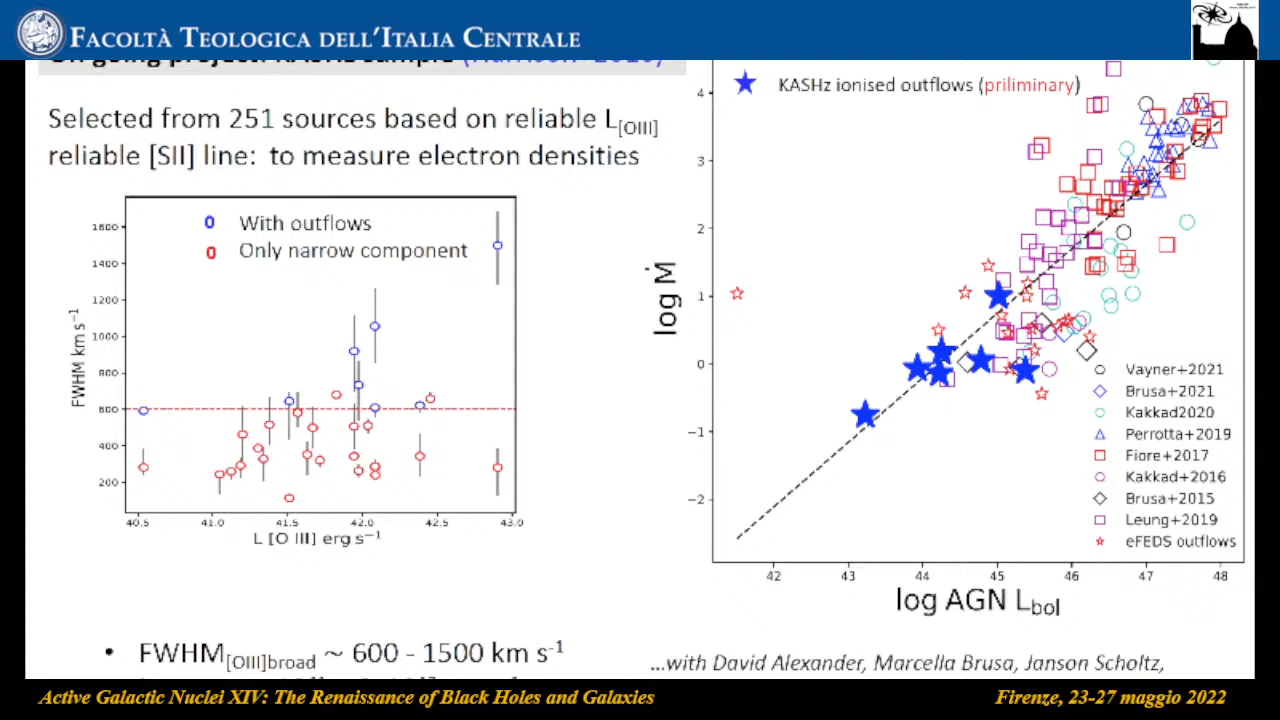 FACOLTÀ TEOLOGICA DELL'ITALIA CENTRALE
Selected from 251 sources based on reliable L[OIII]
reliable [SII] line: to measure electron densities
With outflows
Only narrow component
1600
1400
1200
1000
800
600
400
200
FWHM km s⁻¹
40.5 41.0 41.5 42.0 42.5 43.0
L [O III] erg s⁻¹
FWHM[OIII]broad ~ 600 - 1500 km s⁻¹
KASHz ionised outflows (priliminary)
4
3
2
1
0
−1
−2
log Ṁ
Vayner+2021
Brusa+2021
Kakkad2020
Perrotta+2019
Fiore+2017
Kakkad+2016
Brusa+2015
Leung+2019
eFEDS outflows
42 43 44 45 46 47 48
log AGN Lbol
...with David Alexander, Marcella Brusa, Janson Scholtz,
Active Galactic Nuclei XIV: The Renaissance of Black Holes and Galaxies
Firenze, 23-27 maggio 2022